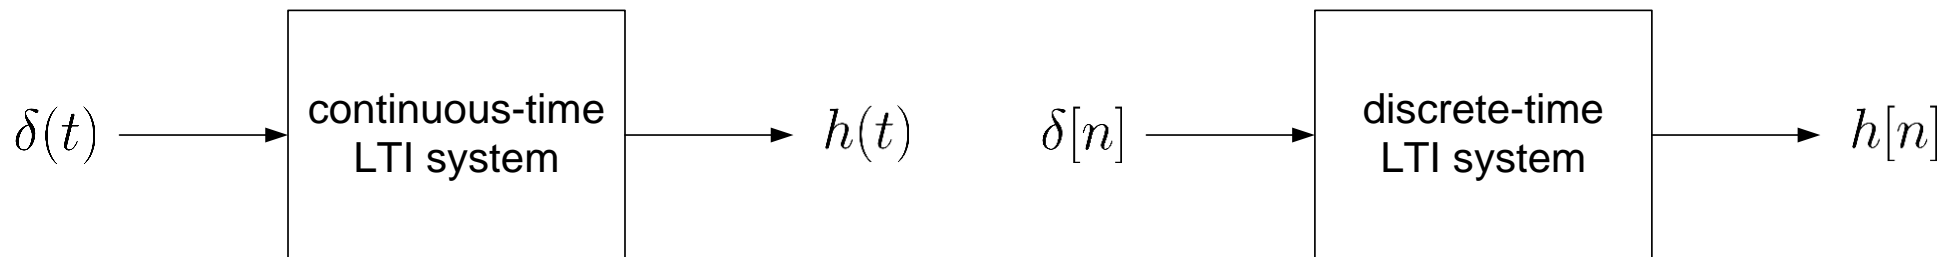 δ(t)
continuous-time
LTI system
h(t)
δ[n]
discrete-time
LTI system
h[n]